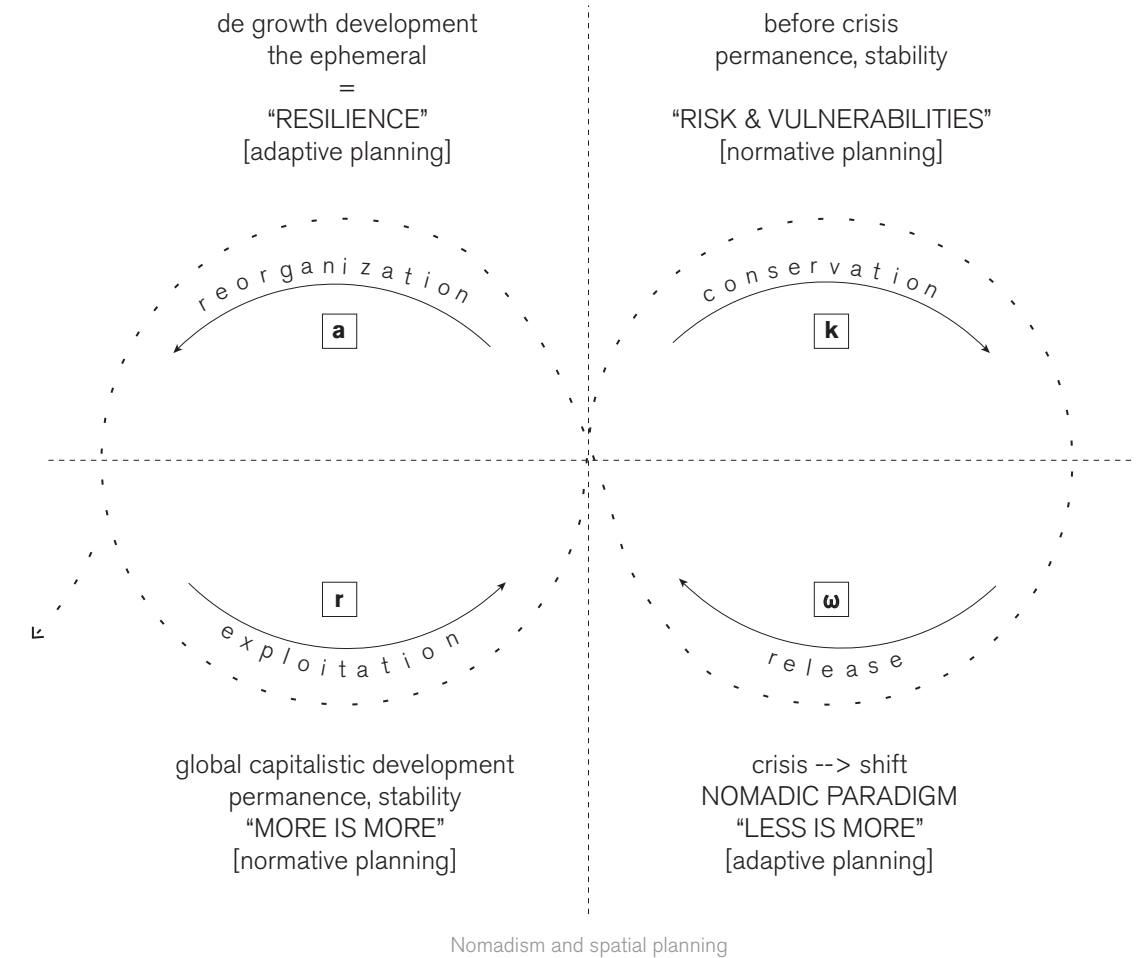 de growth development
the ephemeral
=
“RESILIENCE”
[adaptive planning]
before crisis
permanence, stability
“RISK & VULNERABILITIES”
[normative planning]
reorganization
a
conservation
k
r
exploitation
ω
release
global capitalistic development
permanence, stability
“MORE IS MORE”
[normative planning]
crisis --> shift
NOMADIC PARADIGM
“LESS IS MORE”
[adaptive planning]
Nomadism and spatial planning